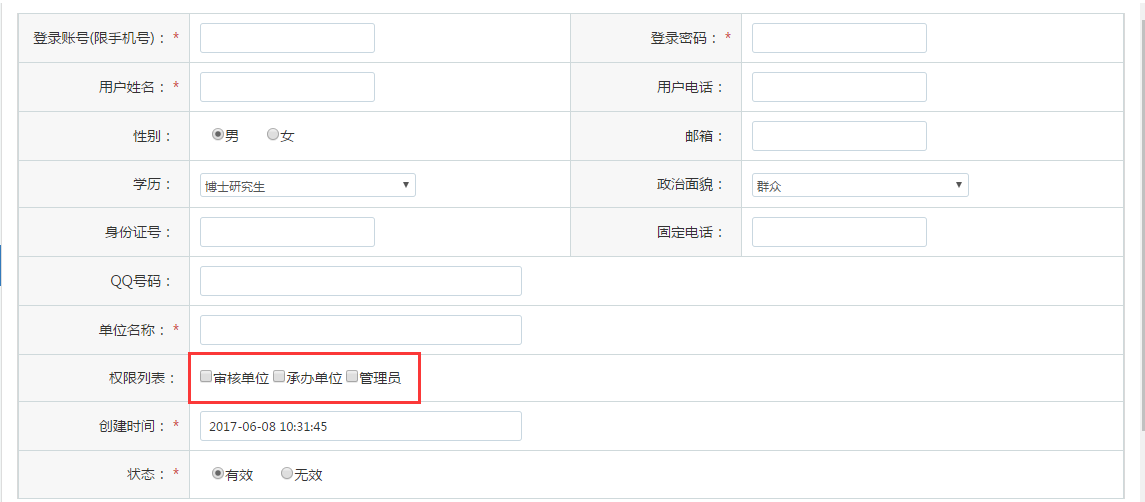 登录账号(限手机号)：* 登录密码：*
用户姓名：* 用户电话：
性别： 男 女 邮箱：
学历： 博士研究生 政治面貌： 群众
身份证号： 固定电话：
QQ号码：
单位名称：*
权限列表： 审核单位 承办单位 管理员
创建时间：* 2017-06-08 10:31:45
状态：* 有效 无效